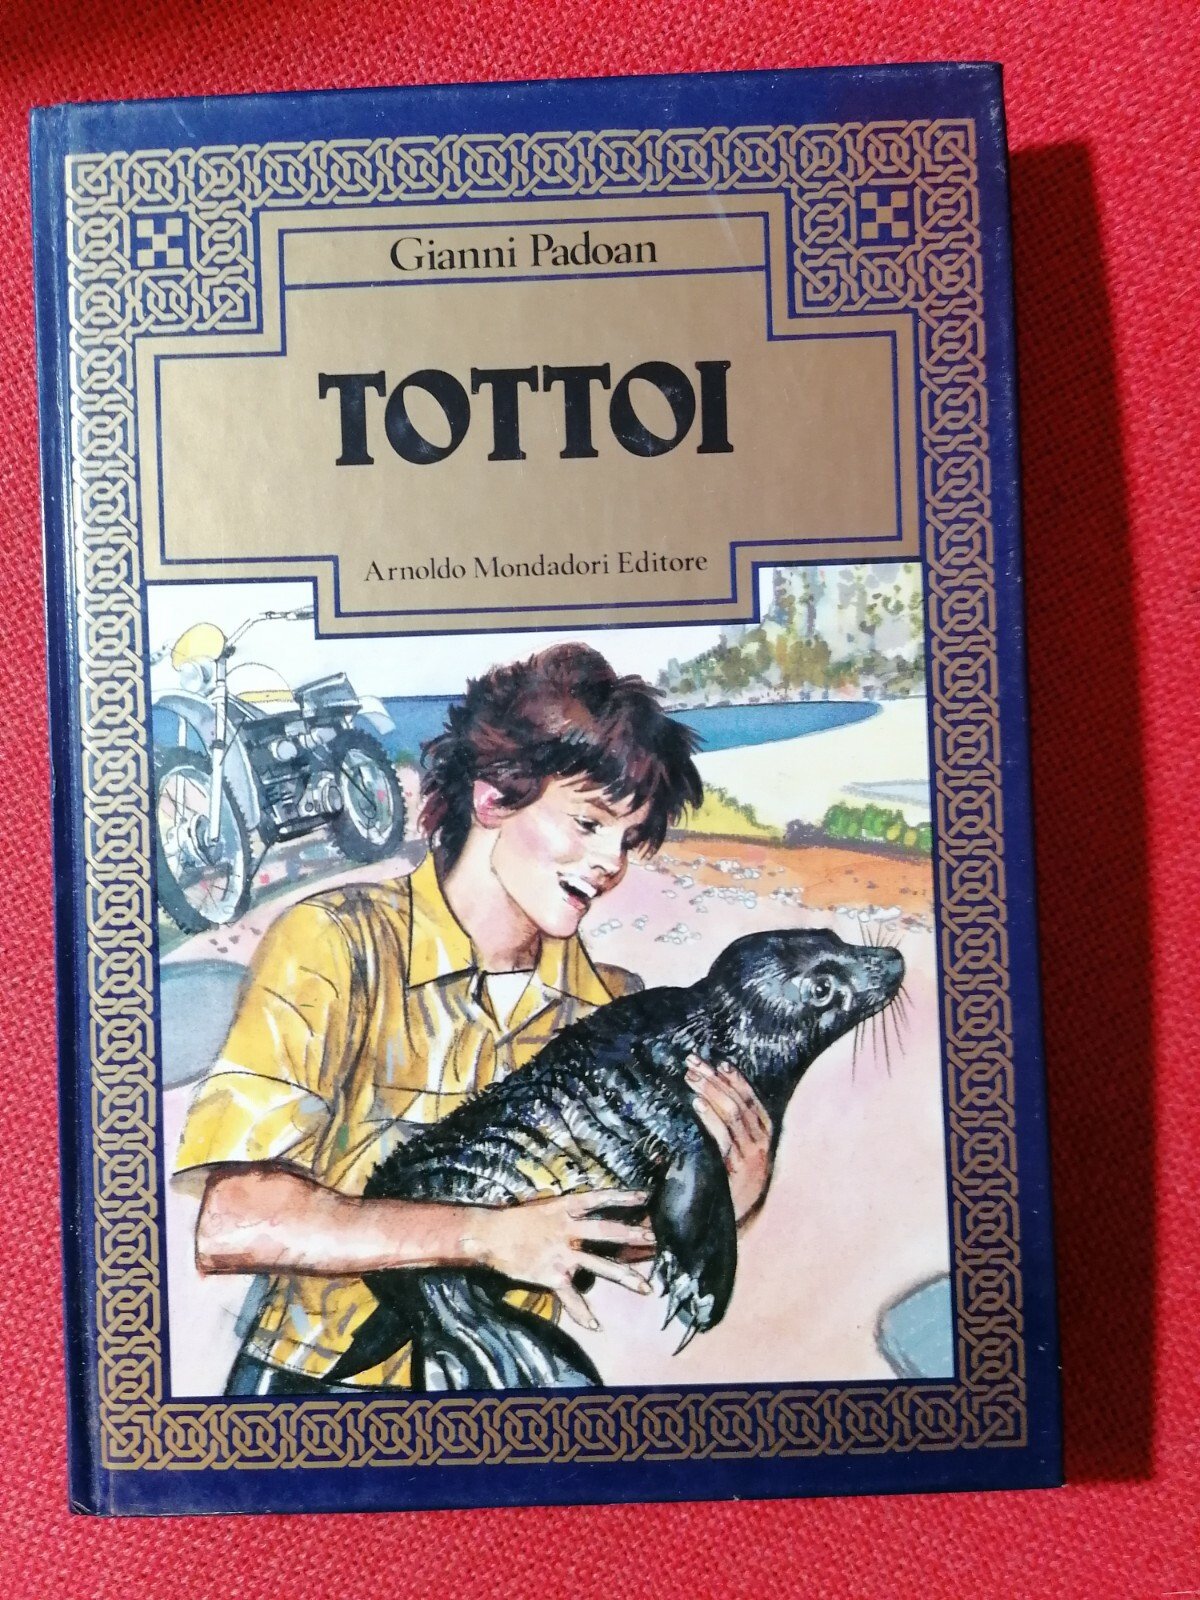 Gianni Padoan
TOTTOI
Arnoldo Mondadori Editore